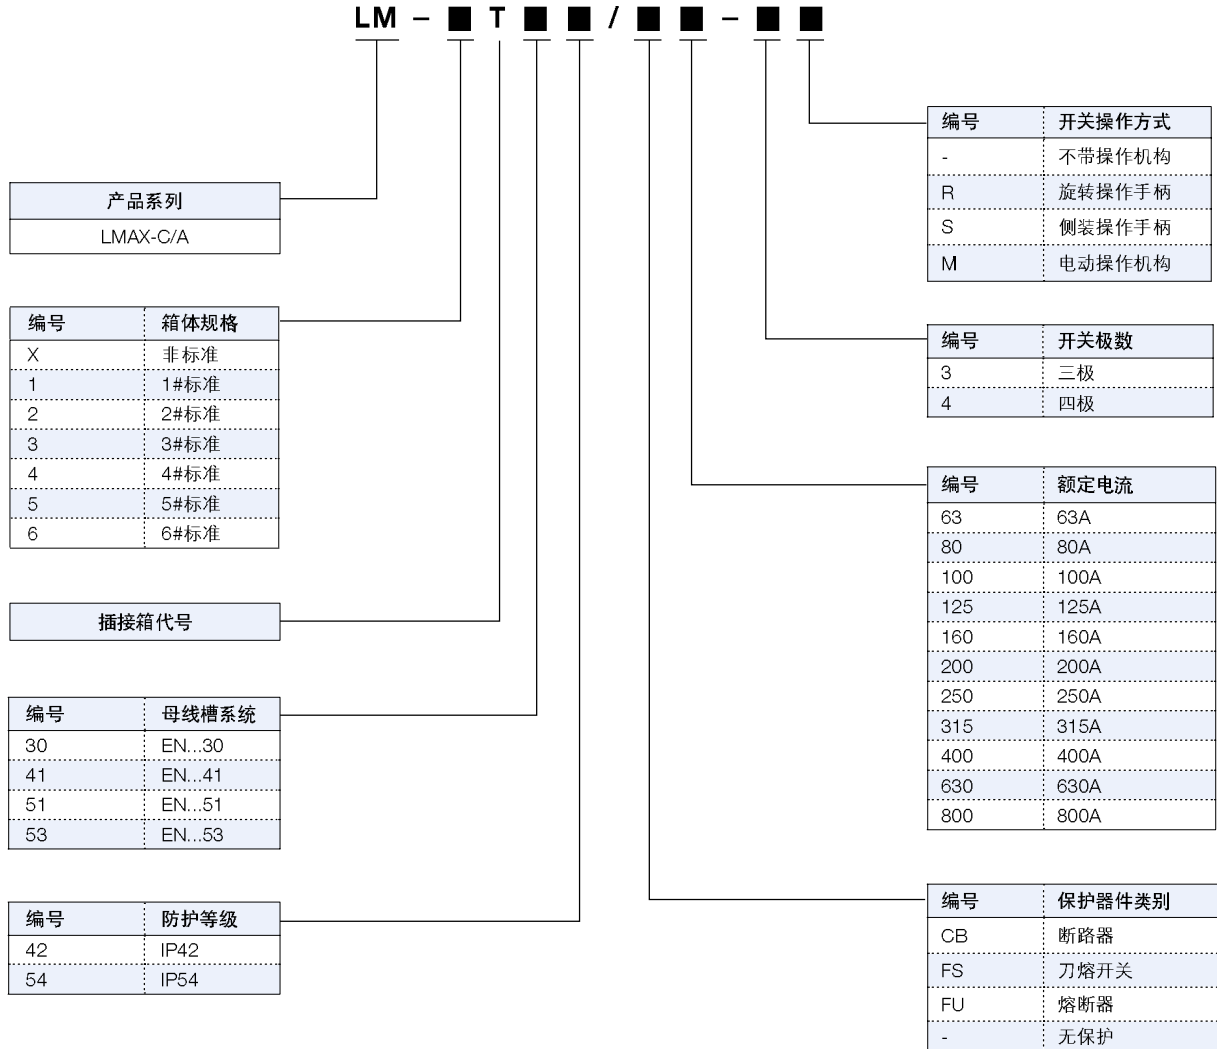 LM - ■ T ■ ■ / ■ ■ - ■ ■
产品系列
LMAX-C/A
编号 箱体规格
X 非标准
1 1#标准
2 2#标准
3 3#标准
4 4#标准
5 5#标准
6 6#标准
插接箱代号
编号 母线槽系统
30 EN...30
41 EN...41
51 EN...51
53 EN...53
编号 防护等级
42 IP42
54 IP54
编号 开关操作方式
- 不带操作机构
R 旋转操作手柄
S 侧装操作手柄
M 电动操作机构
编号 开关极数
3 三极
4 四极
编号 额定电流
63 63A
80 80A
100 100A
125 125A
160 160A
200 200A
250 250A
315 315A
400 400A
630 630A
800 800A
编号 保护器件类别
CB 断路器
FS 刀熔开关
FU 熔断器
- 无保护